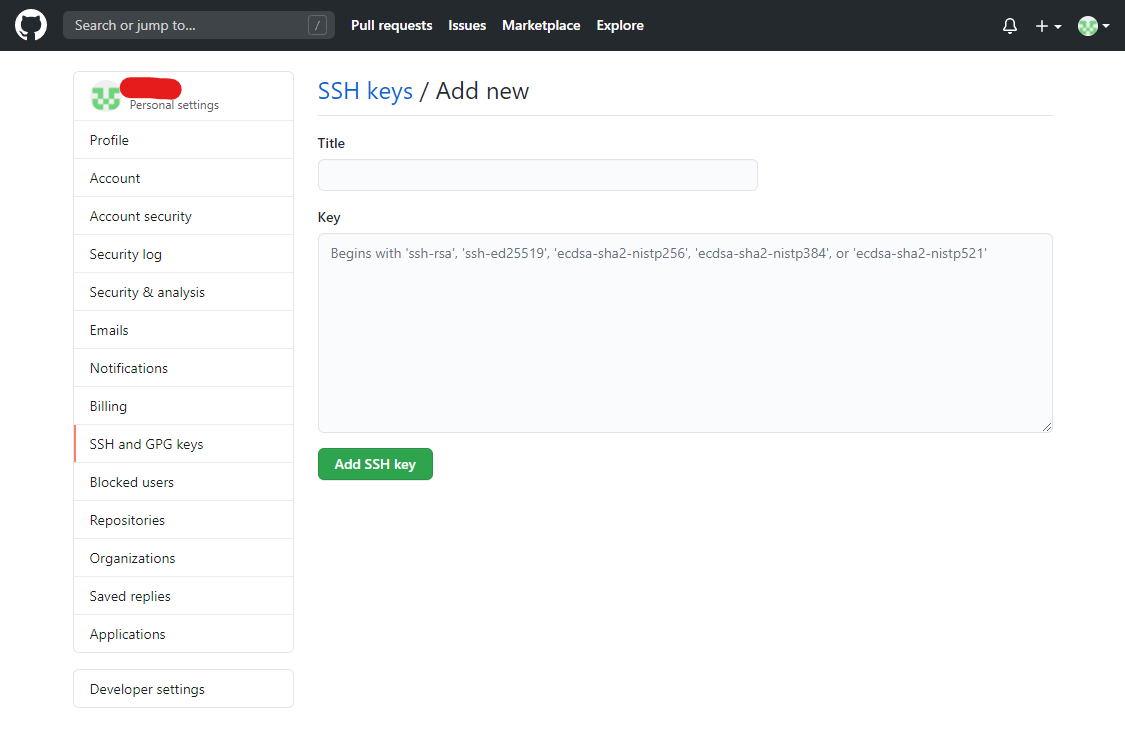 Search or jump to... /
Pull requests Issues Marketplace Explore
Personal settings
Profile
Account
Account security
Security log
Security & analysis
Emails
Notifications
Billing
SSH and GPG keys
Blocked users
Repositories
Organizations
Saved replies
Applications
Developer settings
SSH keys / Add new
Title
Key
Begins with 'ssh-rsa', 'ssh-ed25519', 'ecdsa-sha2-nistp256', 'ecdsa-sha2-nistp384', or 'ecdsa-sha2-nistp521'
Add SSH key